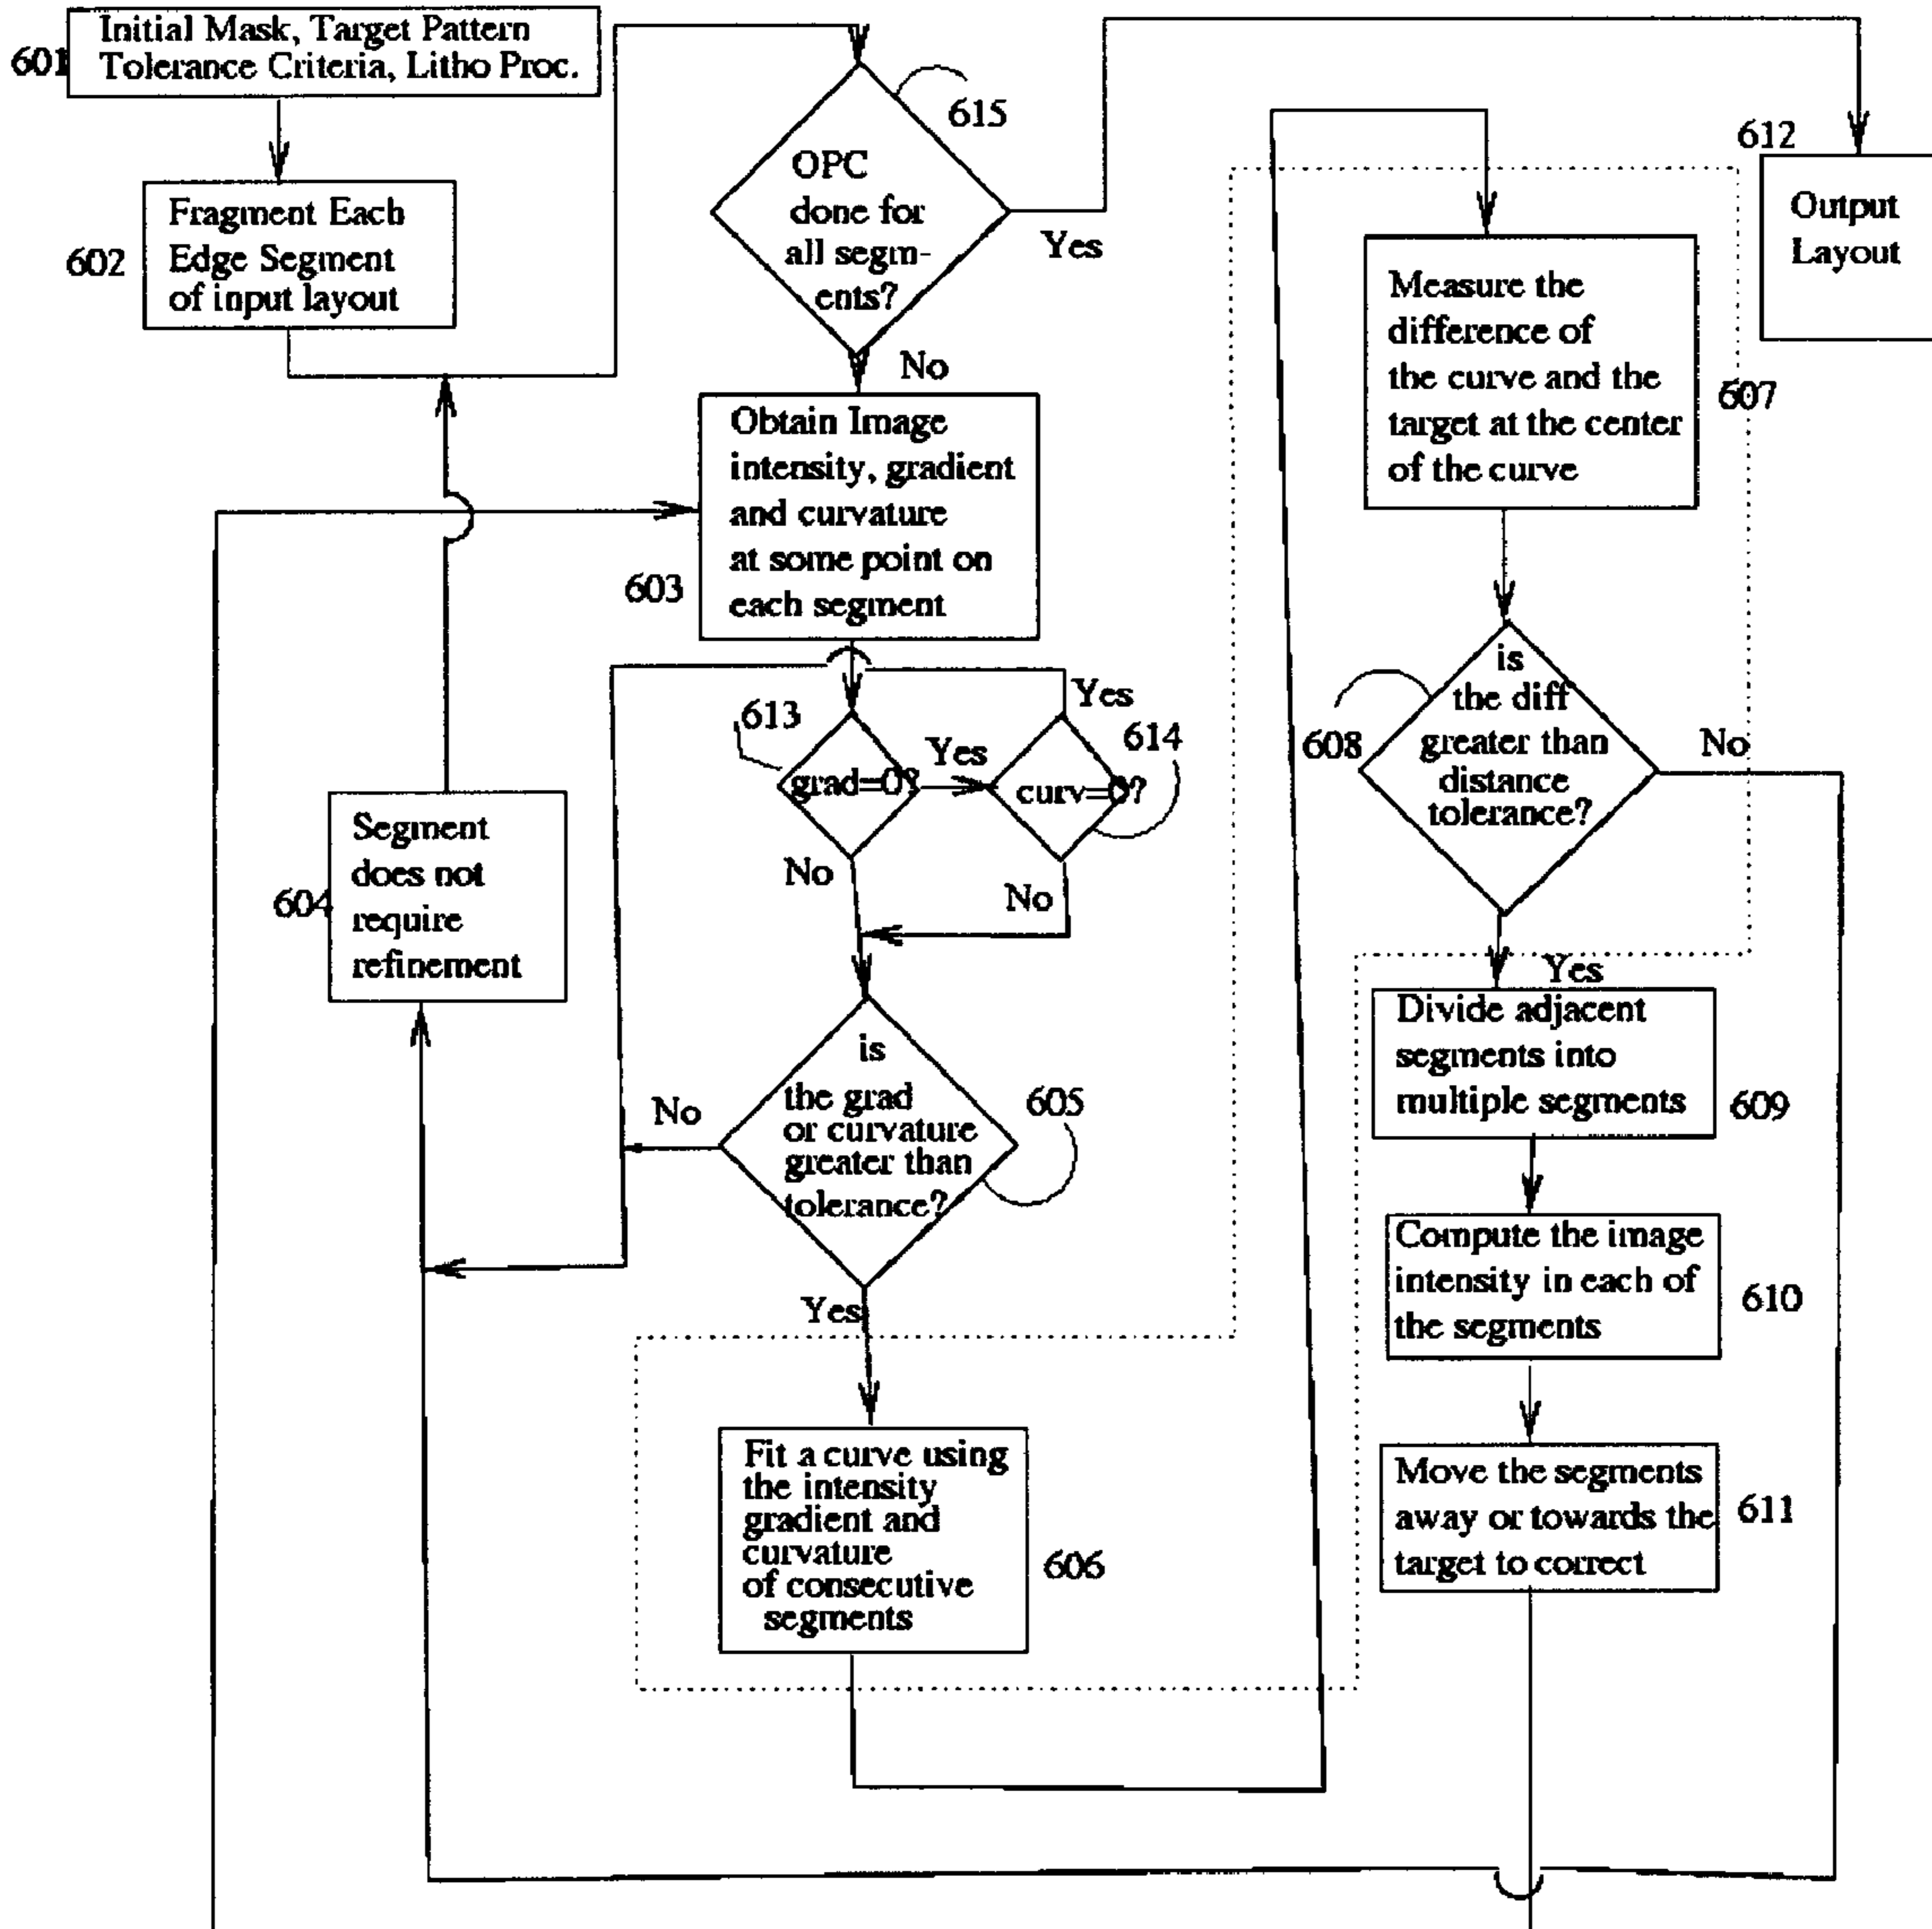 601
Initial Mask, Target Pattern
Tolerance Criteria, Litho Proc.
602
Fragment Each
Edge Segment
of input layout
615
OPC
done for
all segm-
ents?
Yes
No
612
Output
Layout
603
Obtain Image
intensity, gradient
and curvature
at some point on
each segment
613
grad=0?
Yes
No
614
curv=0?
Yes
No
604
Segment
does not
require
refinement
605
is
the grad
or curvature
greater than
tolerance?
No
Yes
606
Fit a curve using
the intensity
gradient and
curvature
of consecutive
segments
607
Measure the
difference of
the curve and the
target at the center
of the curve
608
is
the diff
greater than
distance
tolerance?
No
Yes
609
Divide adjacent
segments into
multiple segments
610
Compute the image
intensity in each of
the segments
611
Move the segments
away or towards the
target to correct